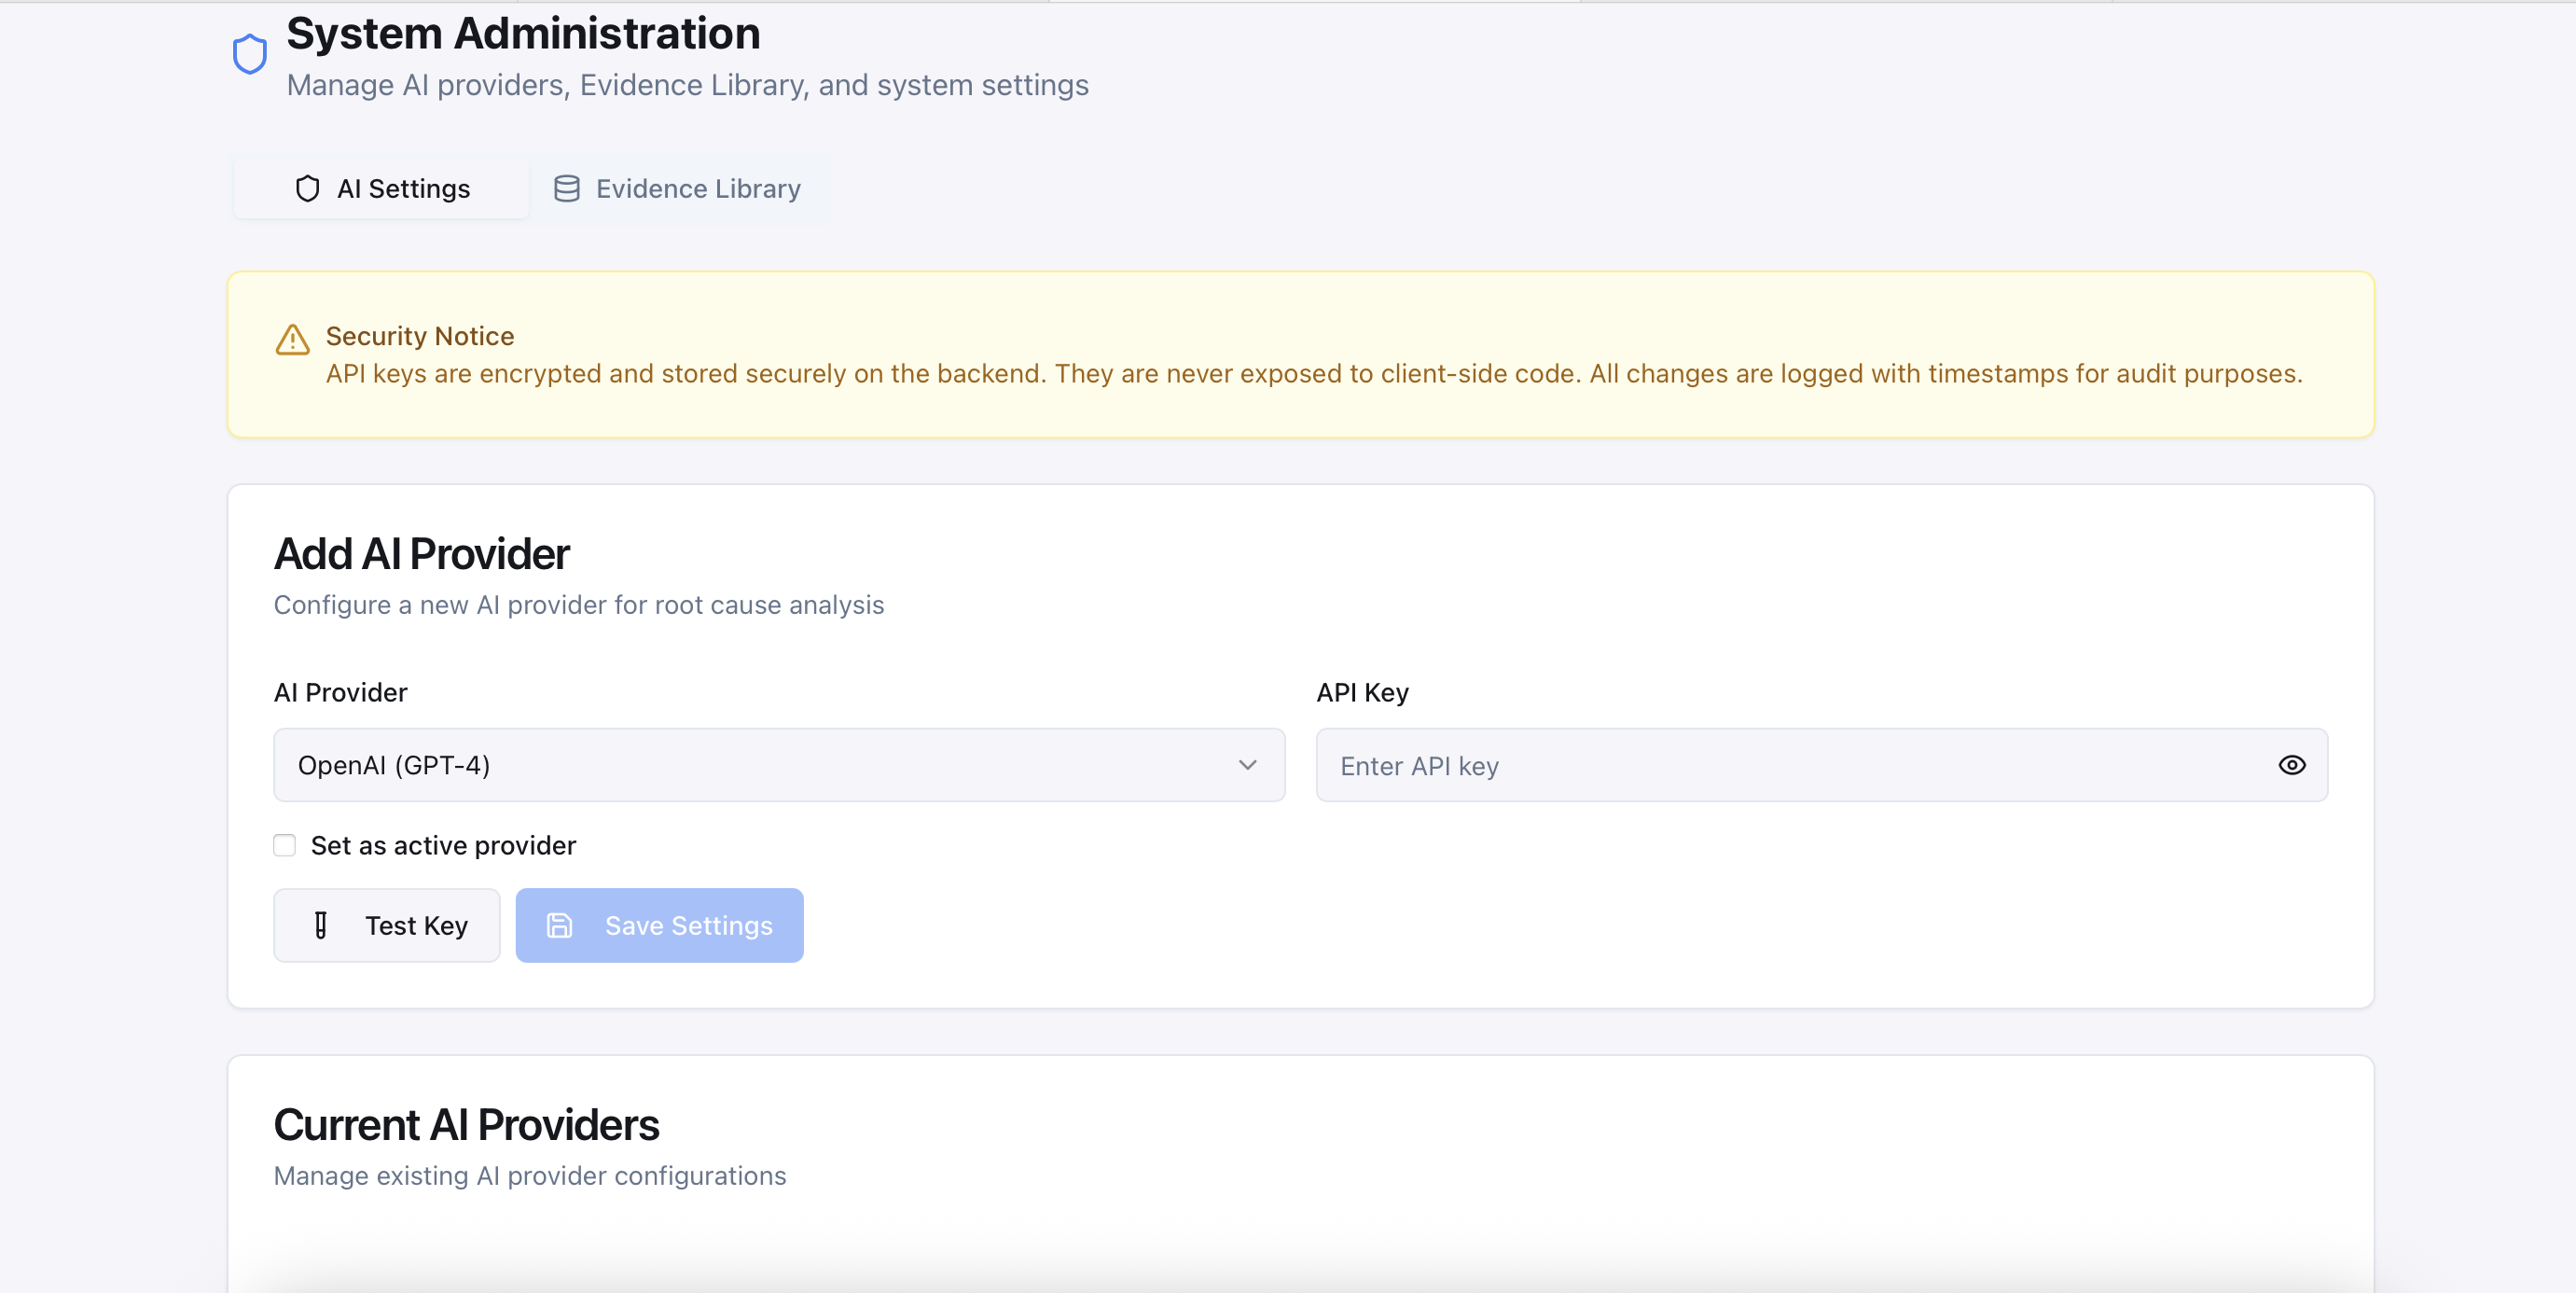 System Administration
Manage AI providers, Evidence Library, and system settings
AI Settings
Evidence Library
Security Notice
API keys are encrypted and stored securely on the backend. They are never exposed to client-side code. All changes are logged with timestamps for audit purposes.
Add AI Provider
Configure a new AI provider for root cause analysis
AI Provider
API Key
OpenAI (GPT-4)
Enter API key
Set as active provider
Test Key
Save Settings
Current AI Providers
Manage existing AI provider configurations